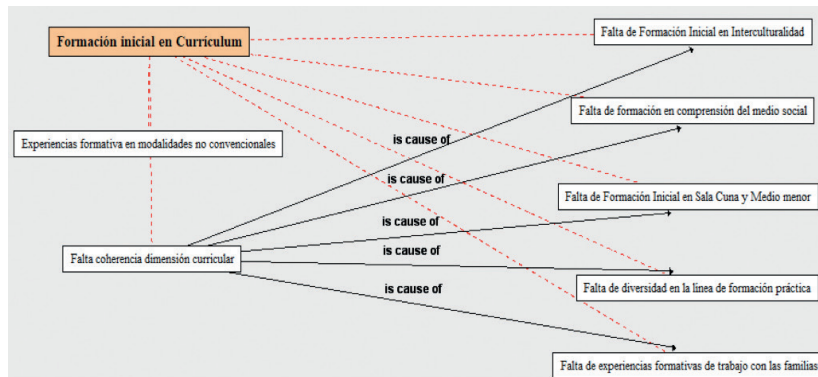 Formación inicial en Curriculum
Falta de Formación Inicial en Interculturalidad
Falta de formación en comprensión del medio social
Experiencias formativa en modalidades no convencionales
is cause of
is cause of
Falta de Formación Inicial en Sala Cuna y Medio menor
is cause of
is cause of
Falta coherencia dimensión curricular
Falta de diversidad en la linea de formación práctica
is cause of
Falta de experiencias formativas de trabajo con las familias